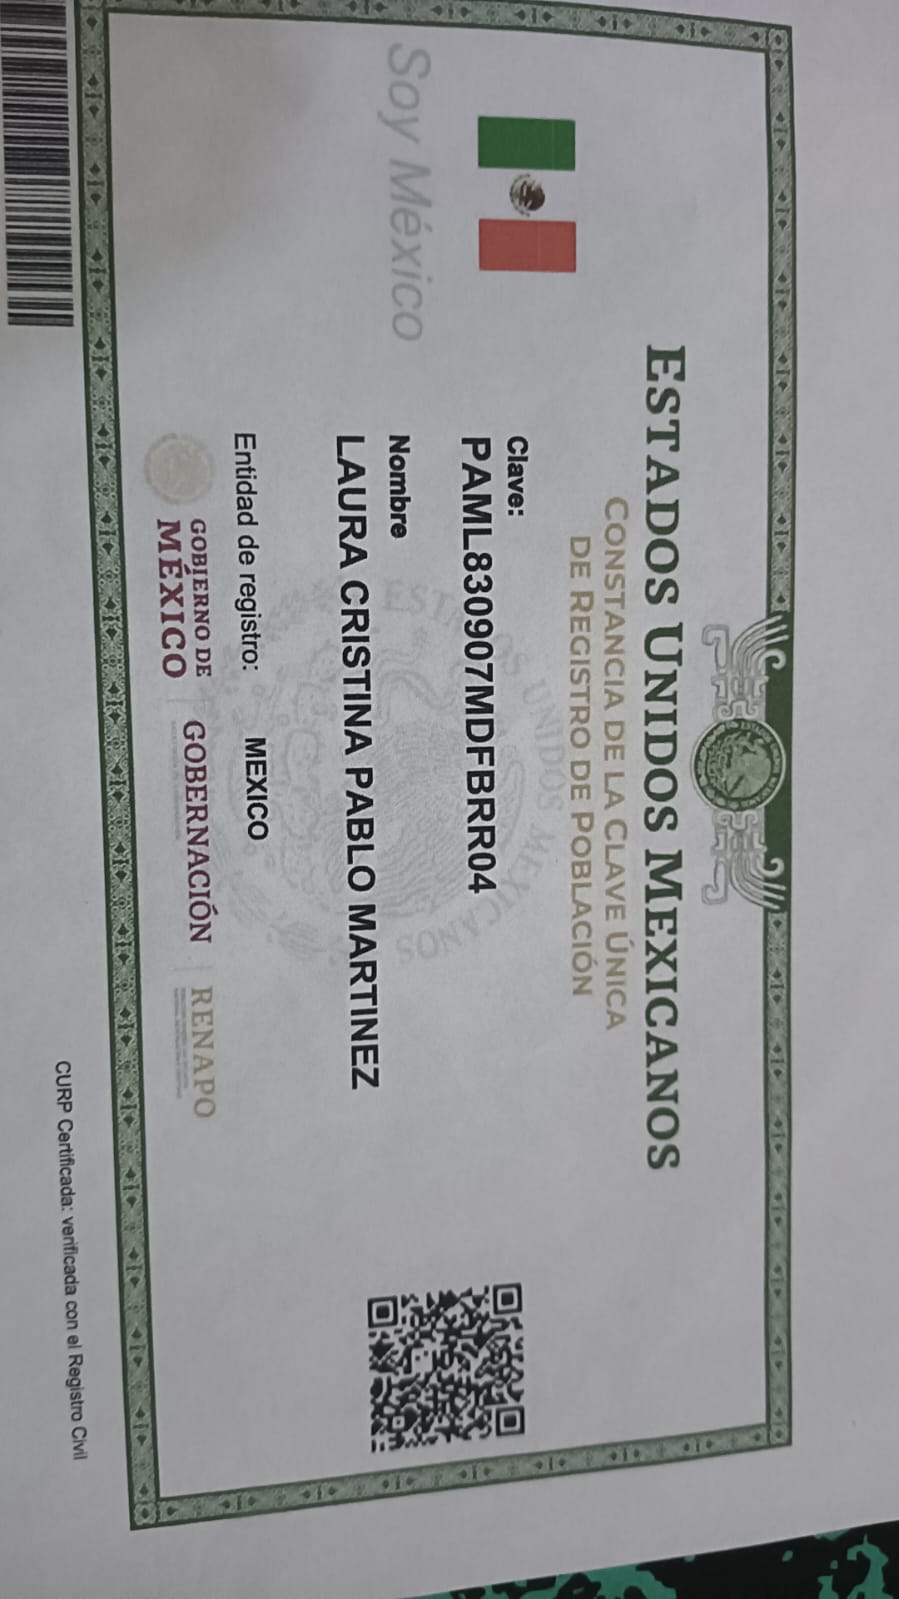 ESTADOS UNIDOS MEXICANOS
CONSTANCIA DE LA CLAVE ÚNICA
DE REGISTRO DE POBLACIÓN
Soy México
Clave:
PAML830907MDFBRR04
Nombre
LAURA CRISTINA PABLO MARTINEZ
Entidad de registro: MEXICO
GOBIERNO DE
MÉXICO
GOBERNACIÓN
RENAPO
CURP Certificada: verificada con el Registro Civil